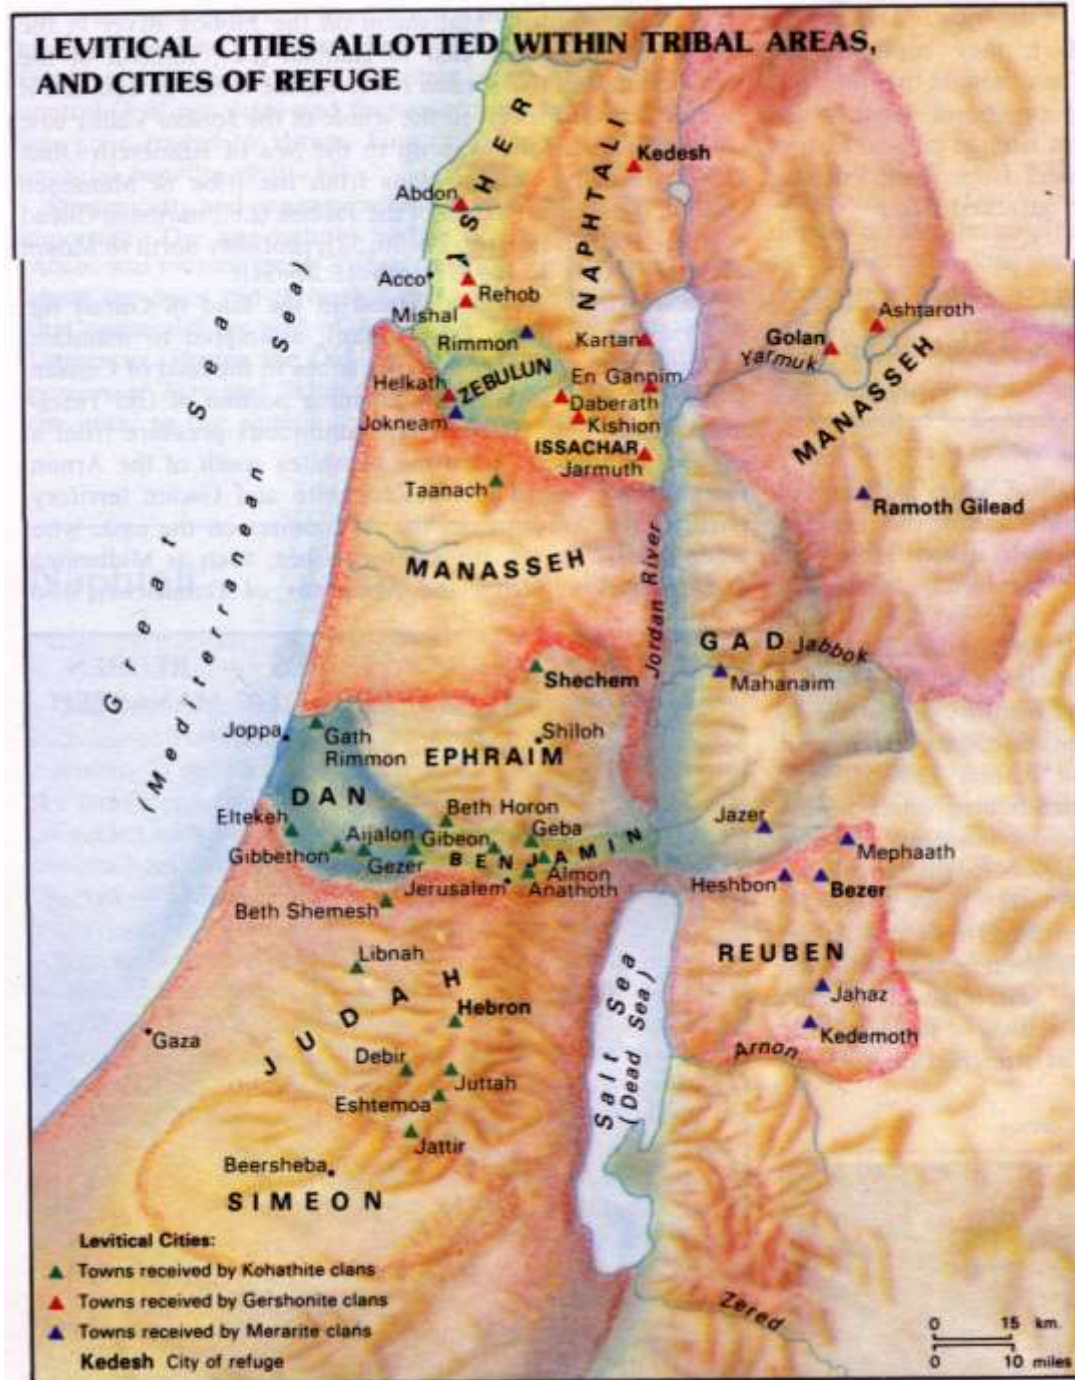 LEVITICAL CITIES ALLOTTED WITHIN TRIBAL AREAS,
AND CITIES OF REFUGE
ASHER
NAPHTALI
Kedesh
Abdon
Acco
Rehob
Mishal
Rimmon
Kartan
Ashtaroth
Golan
Yarmuk
Helkath
ZEBULUN
En Gannim
Daberath
Jokneam
Kishion
ISSACHAR
Jarmuth
MANASSEH
Taanach
Ramoth Gilead
Great Sea
(Mediterranean Sea)
MANASSEH
Jordan River
GAD
Jabbok
Shechem
Mahanaim
Joppa
Gath
Rimmon
Shiloh
EPHRAIM
DAN
Eltekeh
Beth Horon
Geba
Jazer
Aijalon
Gibeon
Gibbethon
Gezer
BENJAMIN
Almon
Mephaath
Jerusalem
Anathoth
Heshbon
Bezer
Beth Shemesh
Libnah
REUBEN
JUDAH
Hebron
Jahaz
Salt Sea
(Dead Sea)
Gaza
Kedemoth
Arnon
Debir
Juttah
Eshtemoa
Jattir
Beersheba
SIMEON
Levitical Cities:
Towns received by Kohathite clans
Towns received by Gershonite clans
Towns received by Merarite clans
Kedesh City of refuge
Zered
0 15 km.
0 10 miles